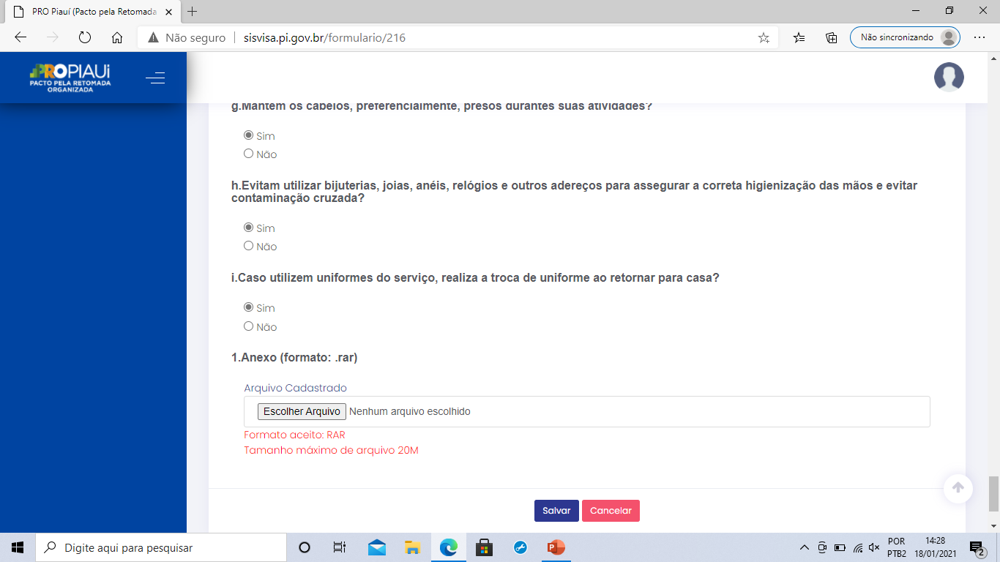 PRO Piauí (Pacto pela Retomada
Não seguro
sisvisa.pi.gov.br/formulario/216
Não sincronizando
PROPIAUÍ
PACTO PELA RETOMADA
ORGANIZADA
g.Mantêm os cabelos, preferencialmente, presos durantes suas atividades?
Sim
Não
h.Evitam utilizar bijuterias, joias, anéis, relógios e outros adereços para assegurar a correta higienização das mãos e evitar
contaminação cruzada?
Sim
Não
i.Caso utilizem uniformes do serviço, realiza a troca de uniforme ao retornar para casa?
Sim
Não
1.Anexo (formato: .rar)
Arquivo Cadastrado
Escolher Arquivo Nenhum arquivo escolhido
Formato aceito: RAR
Tamanho máximo de arquivo 20M
Salvar Cancelar
Digite aqui para pesquisar
POR
PTB2
14:28
18/01/2021
2